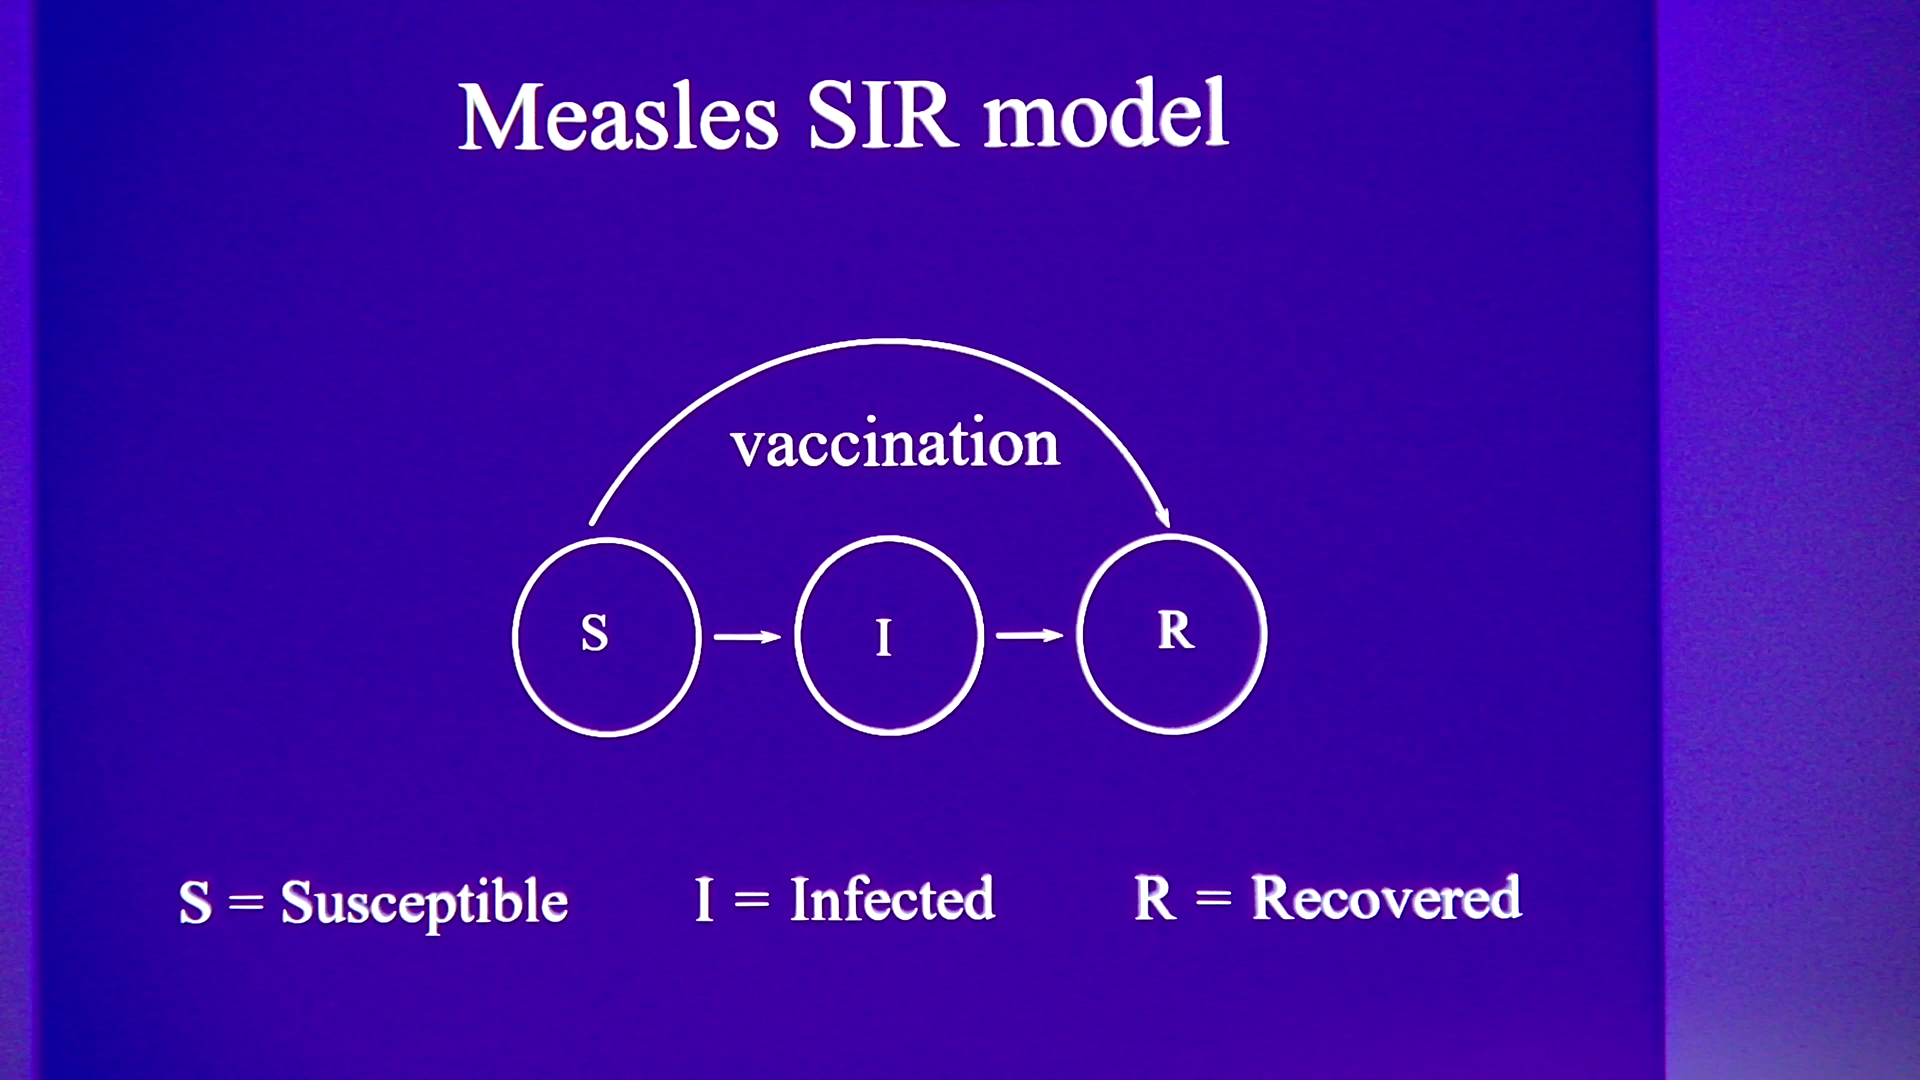 Measles SIR model
vaccination
S
I
R
S = Susceptible
I = Infected
R = Recovered